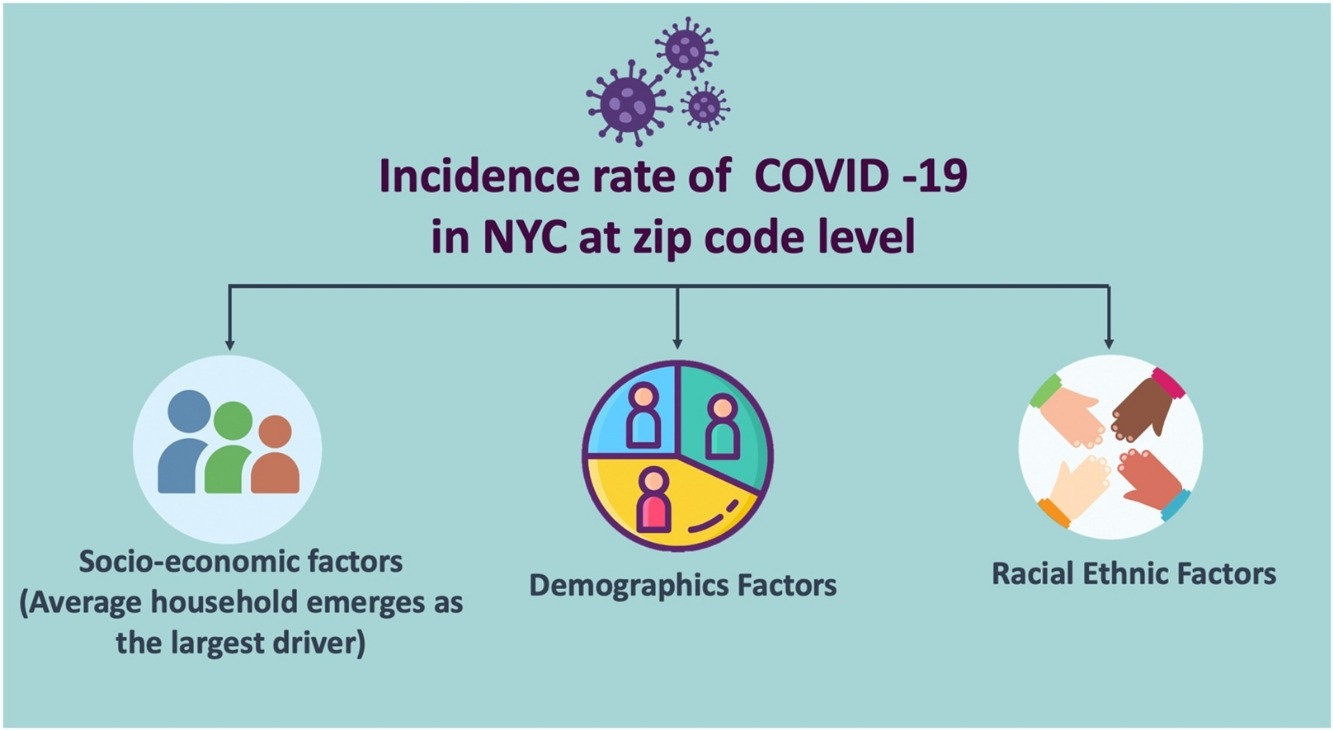 Incidence rate of COVID -19
in NYC at zip code level
Socio-economic factors
(Average household emerges as
the largest driver)
Demographics Factors
Racial Ethnic Factors